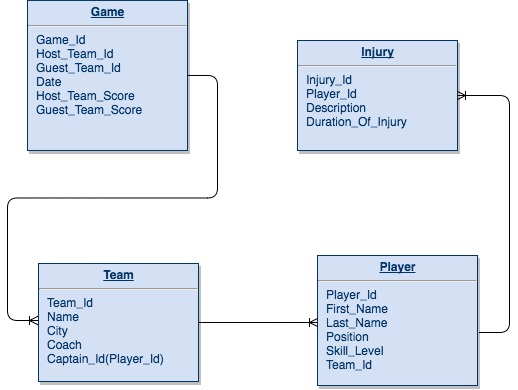 Game
Game_Id
Host_Team_Id
Guest_Team_Id
Date
Host_Team_Score
Guest_Team_Score
Injury
Injury_Id
Player_Id
Description
Duration_Of_Injury
Team
Team_Id
Name
City
Coach
Captain_Id(Player_Id)
Player
Player_Id
First_Name
Last_Name
Position
Skill_Level
Team_Id